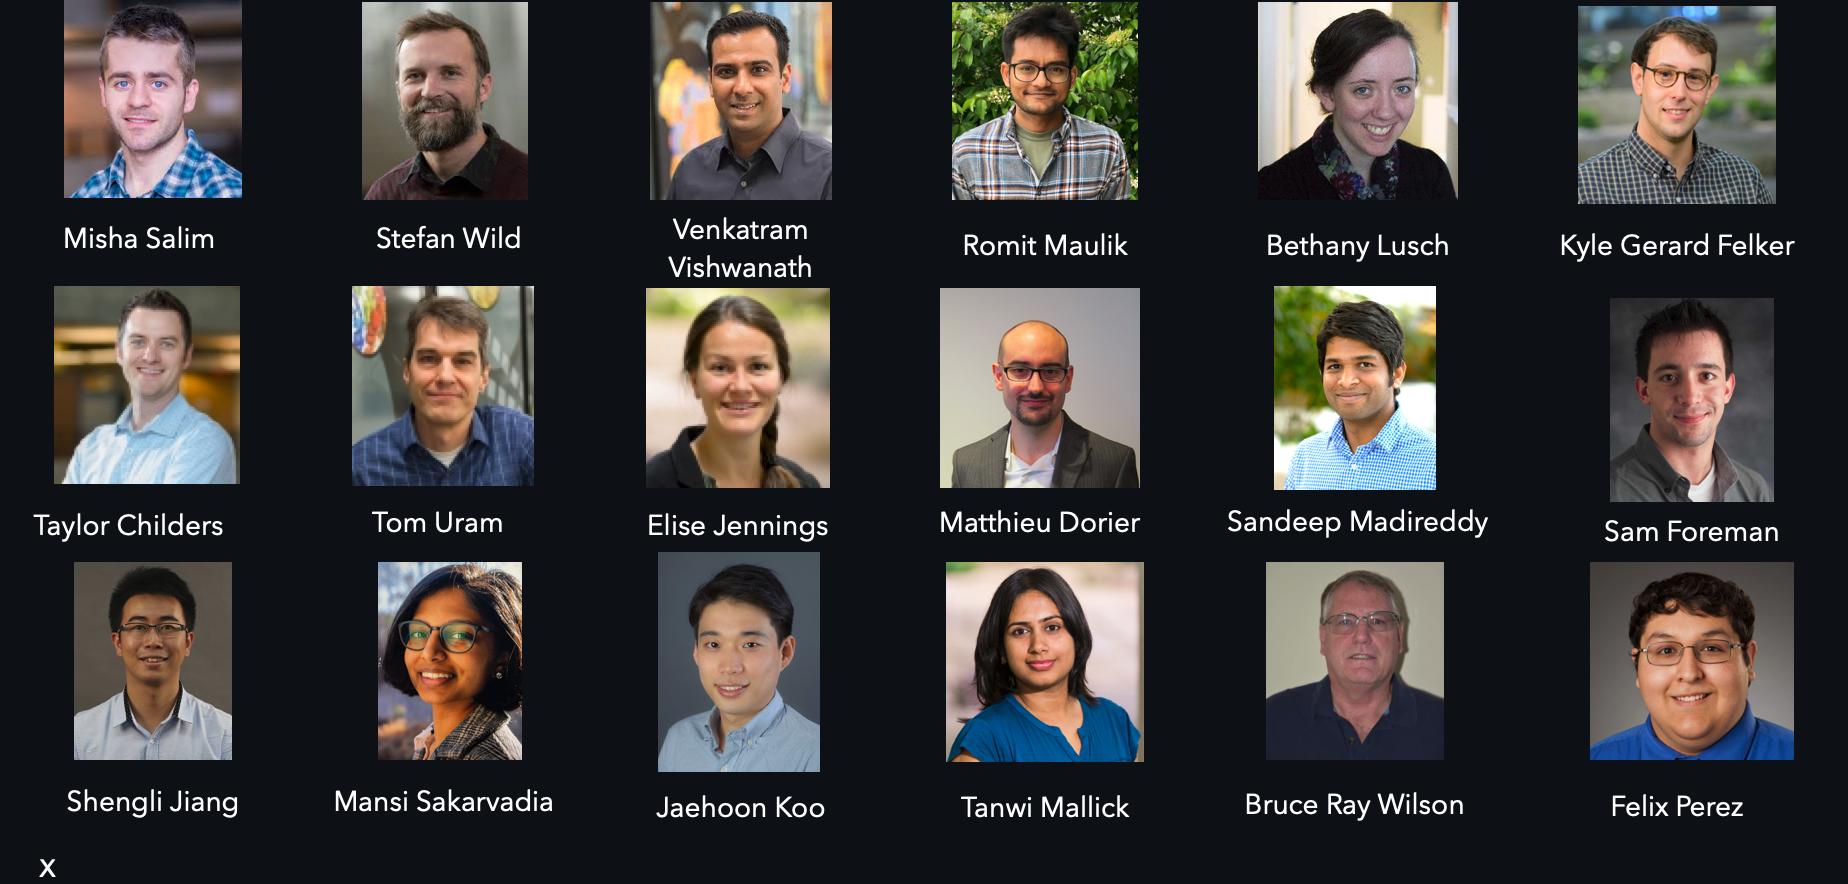 Misha Salim
Stefan Wild
Venkatram
Vishwanath
Romit Maulik
Bethany Lusch
Kyle Gerard Felker
Taylor Childers
Tom Uram
Elise Jennings
Matthieu Dorier
Sandeep Madireddy
Sam Foreman
Shengli Jiang
Mansi Sakarvadia
Jaehoon Koo
Tanwi Mallick
Bruce Ray Wilson
Felix Perez
x